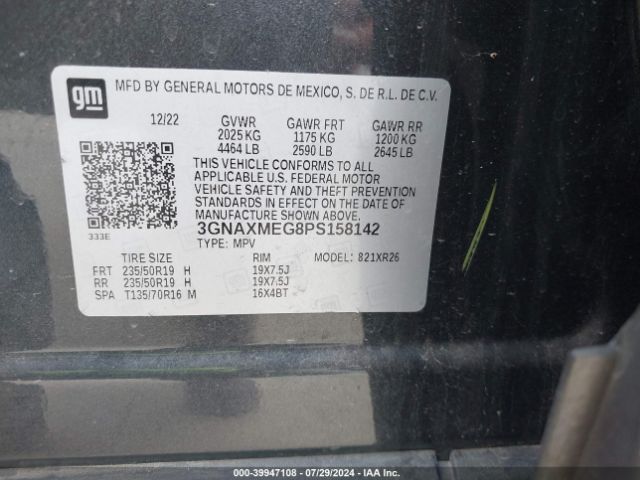 gm
MFD BY GENERAL MOTORS DE MEXICO, S. DE R.L. DE C.V.
12/22 GVWR GAWR FRT GAWR RR
2025 KG 1175 KG 1200 KG
4464 LB 2590 LB 2645 LB
THIS VEHICLE CONFORMS TO ALL
APPLICABLE U.S. FEDERAL MOTOR
VEHICLE SAFETY AND THEFT PREVENTION
STANDARDS IN EFFECT ON THE DATE OF
MANUFACTURE SHOWN ABOVE.
333E 3GNAXMEG8PS158142
TYPE: MPV
TIRE SIZE RIM MODEL: 821XR26
FRT 235/50R19 H 19X7.5J
RR 235/50R19 H 19X7.5J
SPA T135/70R16 M 16X4BT
000-39947108 - 07/29/2024 - IAA Inc.